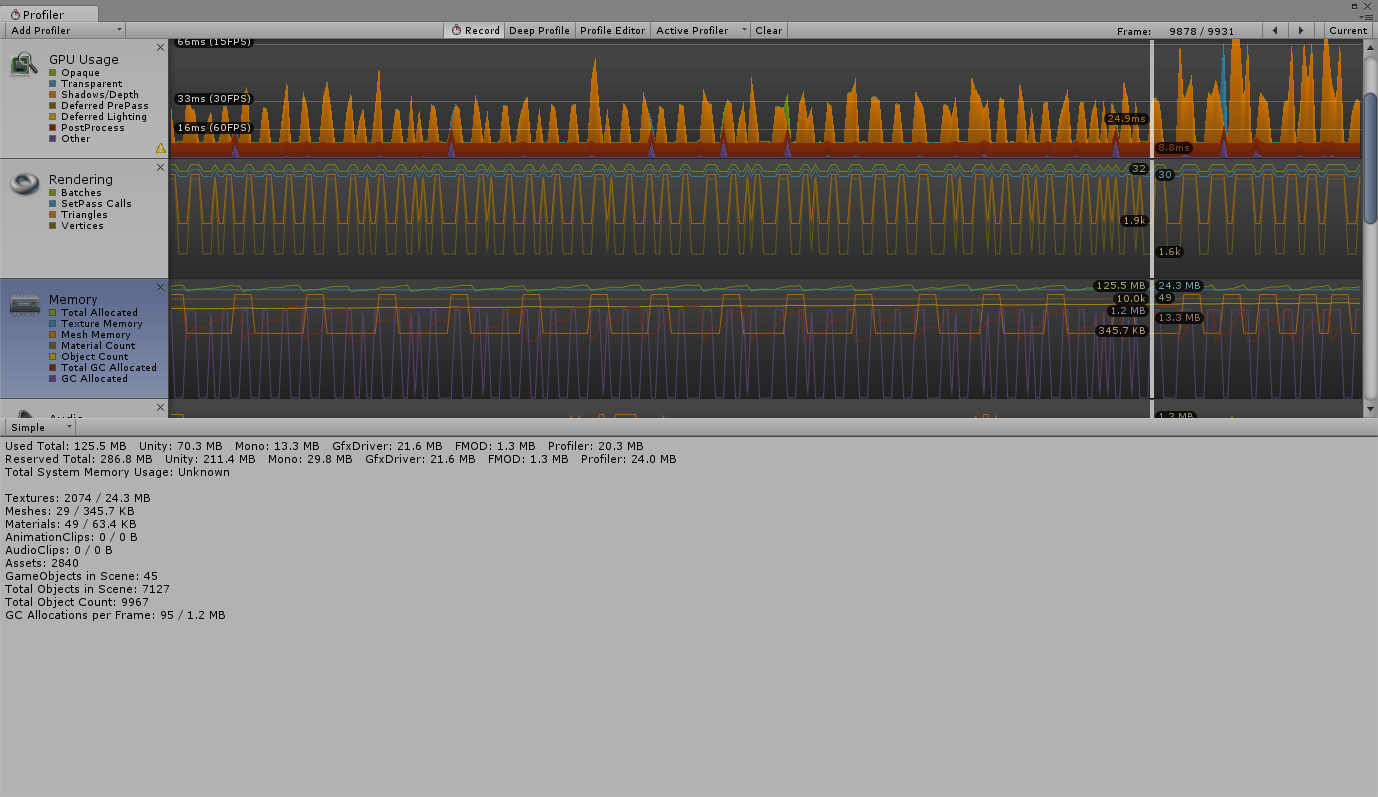 Profiler
Add Profiler Record Deep Profile Profile Editor Active Profiler Clear Frame: 9878 / 9931 Current
GPU Usage
Opaque
Transparent
Shadows/Depth
Deferred PrePass
Deferred Lighting
PostProcess
Other
66ms (15FPS)
33ms (30FPS)
16ms (60FPS)
24.9ms
8.8ms
Rendering
Batches
SetPass Calls
Triangles
Vertices
32
30
1.9k
1.6k
Memory
Total Allocated
Texture Memory
Mesh Memory
Material Count
Object Count
Total GC Allocated
GC Allocated
125.5 MB 24.3 MB
10.0k 49
1.2 MB
13.3 MB
345.7 KB
Audio
1.3 MB
Simple
Used Total: 125.5 MB Unity: 70.3 MB Mono: 13.3 MB GfxDriver: 21.6 MB FMOD: 1.3 MB Profiler: 20.3 MB
Reserved Total: 286.8 MB Unity: 211.4 MB Mono: 29.8 MB GfxDriver: 21.6 MB FMOD: 1.3 MB Profiler: 24.0 MB
Total System Memory Usage: Unknown
Textures: 2074 / 24.3 MB
Meshes: 29 / 345.7 KB
Materials: 49 / 63.4 KB
AnimationClips: 0 / 0 B
AudioClips: 0 / 0 B
Assets: 2840
GameObjects in Scene: 45
Total Objects in Scene: 7127
Total Object Count: 9967
GC Allocations per Frame: 95 / 1.2 MB